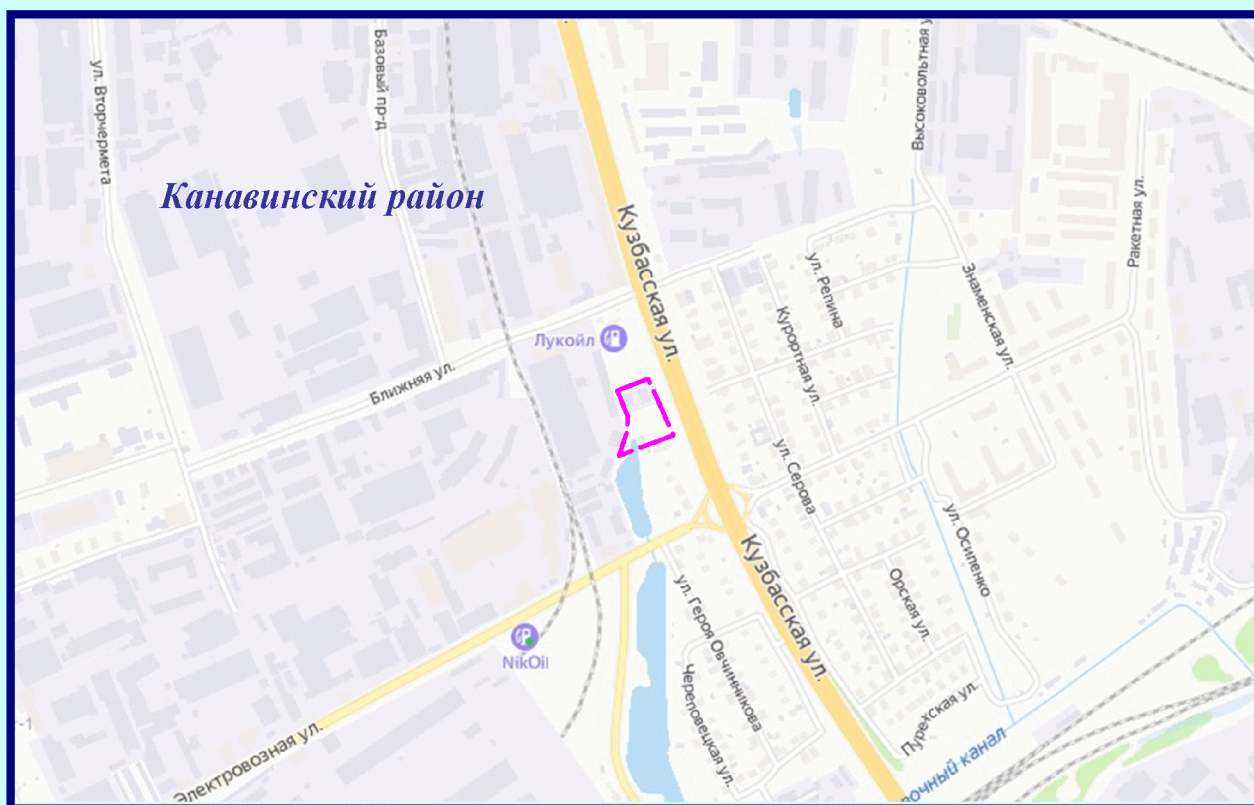 Базовый пр-д
ул. Вторчермета
Высоковольтная у
Канавинский район
Ракетная ул.
Кузбасская ул.
ул. Репина
Знаменская ул.
Курортная ул.
Лукойл
Ближняя ул.
ул. Серова
ул. Осипенко
Кузбасская ул.
Орская ул.
ул. Героя Овчинникова
NikOil
Череповецкая ул.
Пурехская ул.
Электровозная ул.
г-1
очный канал